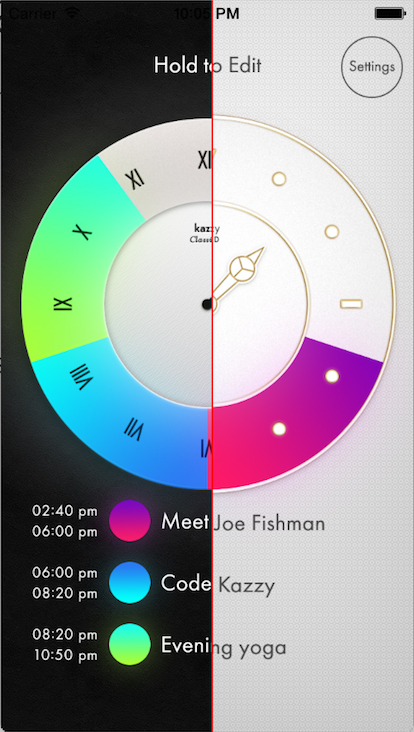 Carrier 10:05 PM
Hold to Edit
Settings
XII
XI
X
IX
VIII
VII
VI
kazzy
02:40 pm
06:00 pm
Meet Joe Fishman
06:00 pm
08:20 pm
Code Kazzy
08:20 pm
10:50 pm
Evening yoga